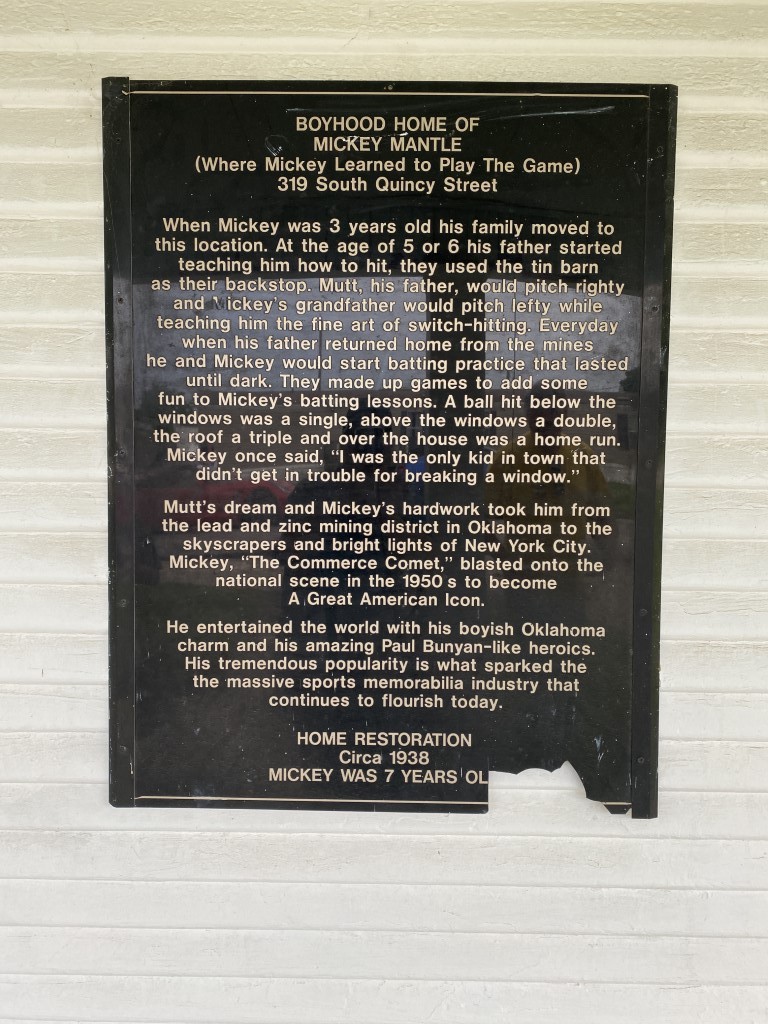 BOYHOOD HOME OF
MICKEY MANTLE
(Where Mickey Learned to Play The Game)
319 South Quincy Street
When Mickey was 3 years old his family moved to
this location. At the age of 5 or 6 his father started
teaching him how to hit, they used the tin barn
as their backstop. Mutt, his father, would pitch righty
and Mickey's grandfather would pitch lefty while
teaching him the fine art of switch-hitting. Everyday
when his father returned home from the mines
he and Mickey would start batting practice that lasted
until dark. They made up games to add some
fun to Mickey's batting lessons. A ball hit below the
windows was a single, above the windows a double,
the roof a triple and over the house was a home run.
Mickey once said, “I was the only kid in town that
didn't get in trouble for breaking a window.”
Mutt's dream and Mickey's hardwork took him from
the lead and zinc mining district in Oklahoma to the
skyscrapers and bright lights of New York City.
Mickey, “The Commerce Comet,” blasted onto the
national scene in the 1950 s to become
A Great American Icon.
He entertained the world with his boyish Oklahoma
charm and his amazing Paul Bunyan-like heroics.
His tremendous popularity is what sparked the
the massive sports memorabilia industry that
continues to flourish today.
HOME RESTORATION
Circa 1938
MICKEY WAS 7 YEARS OL